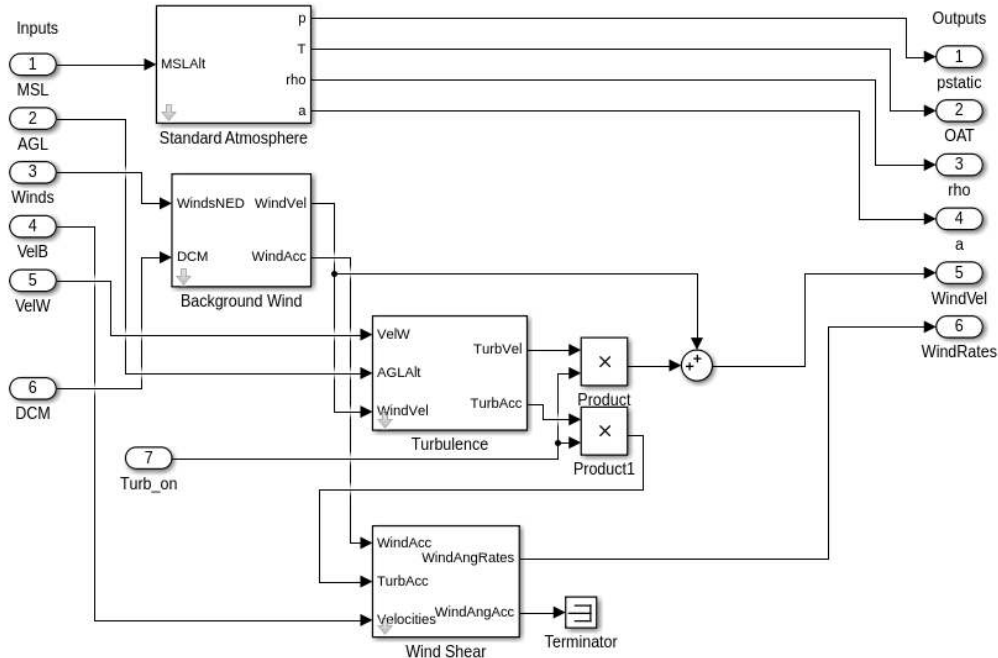 Inputs
Outputs
1
MSL
2
AGL
3
Winds
4
VelB
5
VelW
6
DCM
7
Turb_on
MSLAlt
p
T
rho
a
Standard Atmosphere
WindsNED
WindVel
DCM
WindAcc
Background Wind
VelW
TurbVel
AGLAlt
TurbAcc
WindVel
Turbulence
×
Product
×
Product1
+
+
WindAcc
WindAngRates
TurbAcc
WindAngAcc
Velocities
Wind Shear
Terminator
1
pstatic
2
OAT
3
rho
4
a
5
WindVel
6
WindRates